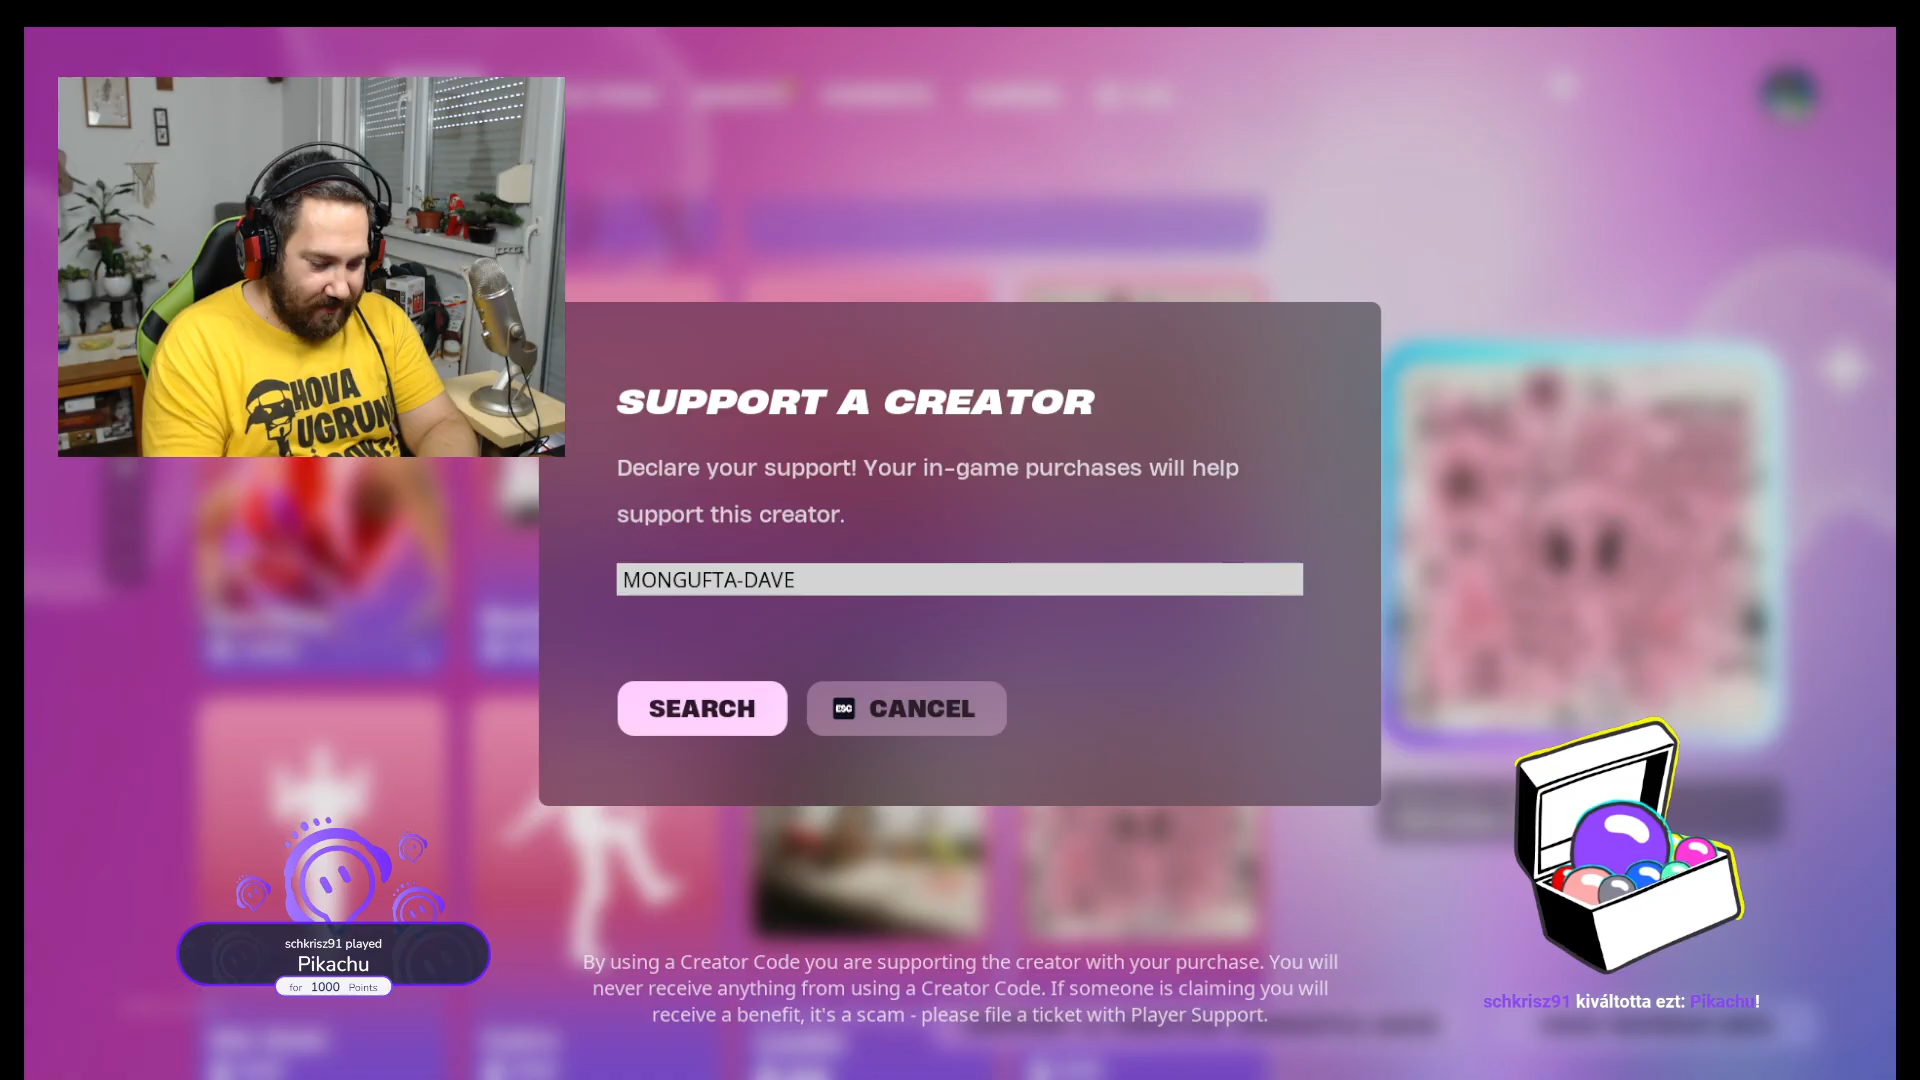 HOVA
UGRUN
SUPPORT A CREATOR
Declare your support! Your in-game purchases will help
support this creator.
MONGUFTA-DAVE
SEARCH
ESC CANCEL
schkrisz91 played
Pikachu
for 1000 Points
By using a Creator Code you are supporting the creator with your purchase. You will
never receive anything from using a Creator Code. If someone is claiming you will
receive a benefit, it's a scam - please file a ticket with Player Support.
schkrisz91 kiváltotta ezt: Pikachu!